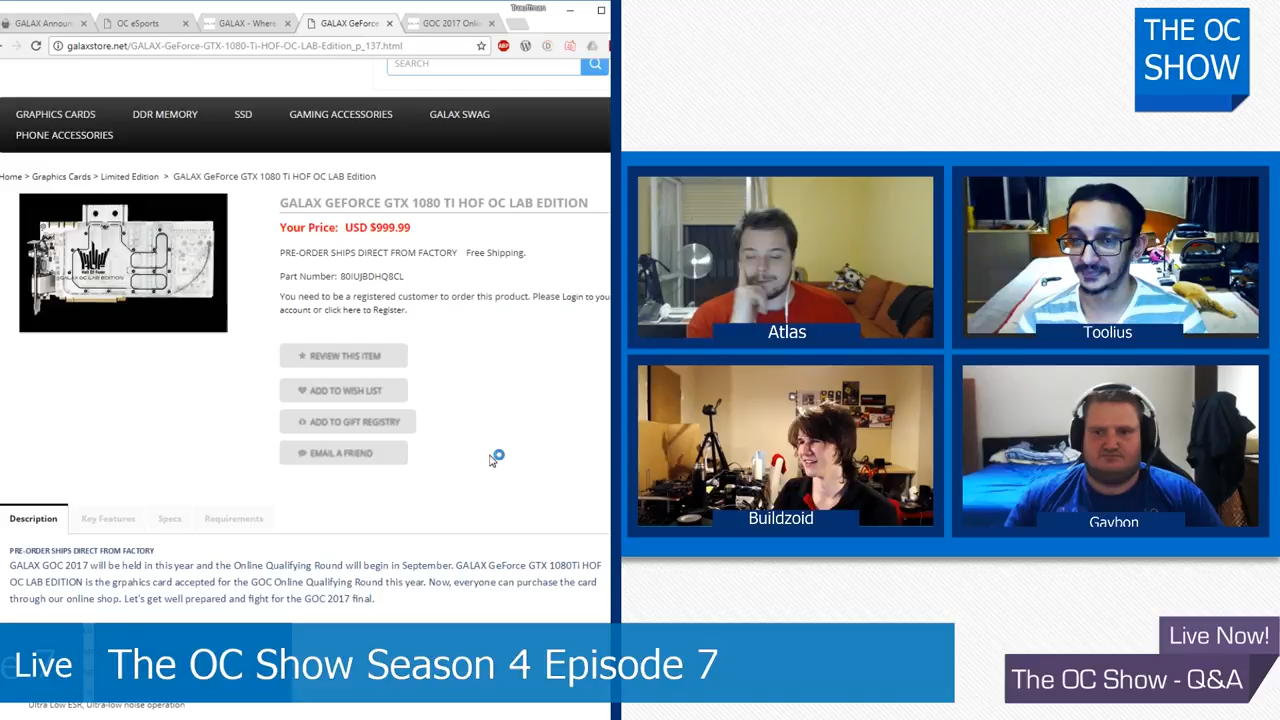 Trouffman
GALAX Announ
OC eSports
GALAX - Where
GALAX GeForce
GOC 2017 Onli
galaxstore.net/GALAX-GeForce-GTX-1080-Ti-HOF-OC-LAB-Edition_p_137.html
SEARCH
GRAPHICS CARDS DDR MEMORY SSD GAMING ACCESSORIES GALAX SWAG
PHONE ACCESSORIES
Home > Graphics Cards > Limited Edition > GALAX GeForce GTX 1080 Ti HOF OC LAB Edition
GALAX GEFORCE GTX 1080 TI HOF OC LAB EDITION
Your Price: USD $999.99
PRE-ORDER SHIPS DIRECT FROM FACTORY Free Shipping.
Part Number: 80IUJBDHQ8CL
You need to be a registered customer to order this product. Please Login to you
account or click here to Register.
REVIEW THIS ITEM
ADD TO WISH LIST
ADD TO GIFT REGISTRY
EMAIL A FRIEND
Description Key Features Specs Requirements
PRE-ORDER SHIPS DIRECT FROM FACTORY
GALAX GOC 2017 will be held in this year and the Online Qualifying Round will begin in September. GALAX GeForce GTX 1080Ti HOF
OC LAB EDITION is the grpahics card accepted for the GOC Online Qualifying Round this year. Now, everyone can purchase the card
through our online shop. Let's get well prepared and fight for the GOC 2017 final.
Ultra Low ESR, Ultra-low noise operation
THE OC
SHOW
Atlas
Toolius
Buildzoid
Gavbon
Live
The OC Show Season 4 Episode 7
Live Now!
The OC Show - Q&A